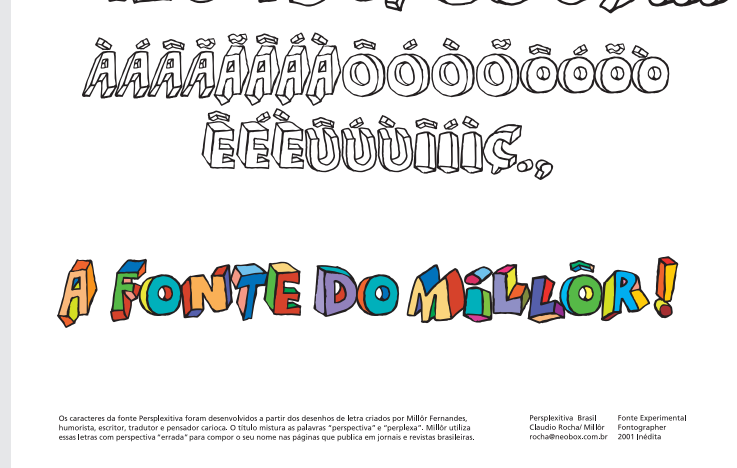 ÀÁÂÃÄÂÃÁÀÔÓÒÕÔÓÒÕÒ
ÊÉÈÛÚÙÎÍÌÇ.,
A FONTE DO MiLLÔR!
Os caracteres da fonte Persplexitiva foram desenvolvidos a partir dos desenhos de letra criados por Millôr Fernandes,
humorista, escritor, tradutor e pensador carioca. O título mistura as palavras "perspectiva" e "perplexa". Millôr utiliza
essas letras com perspectiva "errada" para compor o seu nome nas páginas que publica em jornais e revistas brasileiras.
Persplexitiva Brasil
Claudio Rocha/ Millôr
rocha@neobox.com.br
Fonte Experimental
Fontographer
2001 Inédita